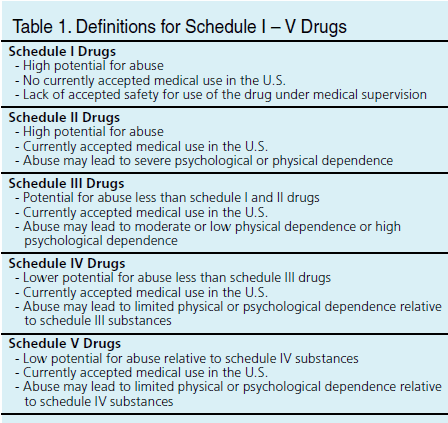 Table 1. Definitions for Schedule I – V Drugs
Schedule I Drugs
- High potential for abuse
- No currently accepted medical use in the U.S.
- Lack of accepted safety for use of the drug under medical supervision
Schedule II Drugs
- High potential for abuse
- Currently accepted medical use in the U.S.
- Abuse may lead to severe psychological or physical dependence
Schedule III Drugs
- Potential for abuse less than schedule I and II drugs
- Currently accepted medical use in the U.S.
- Abuse may lead to moderate or low physical dependence or high
psychological dependence
Schedule IV Drugs
- Lower potential for abuse less than schedule III drugs
- Currently accepted medical use in the U.S.
- Abuse may lead to limited physical or psychological dependence relative
to schedule III substances
Schedule V Drugs
- Low potential for abuse relative to schedule IV substances
- Currently accepted medical use in the U.S.
- Abuse may lead to limited physical or psychological dependence relative
to schedule IV substances